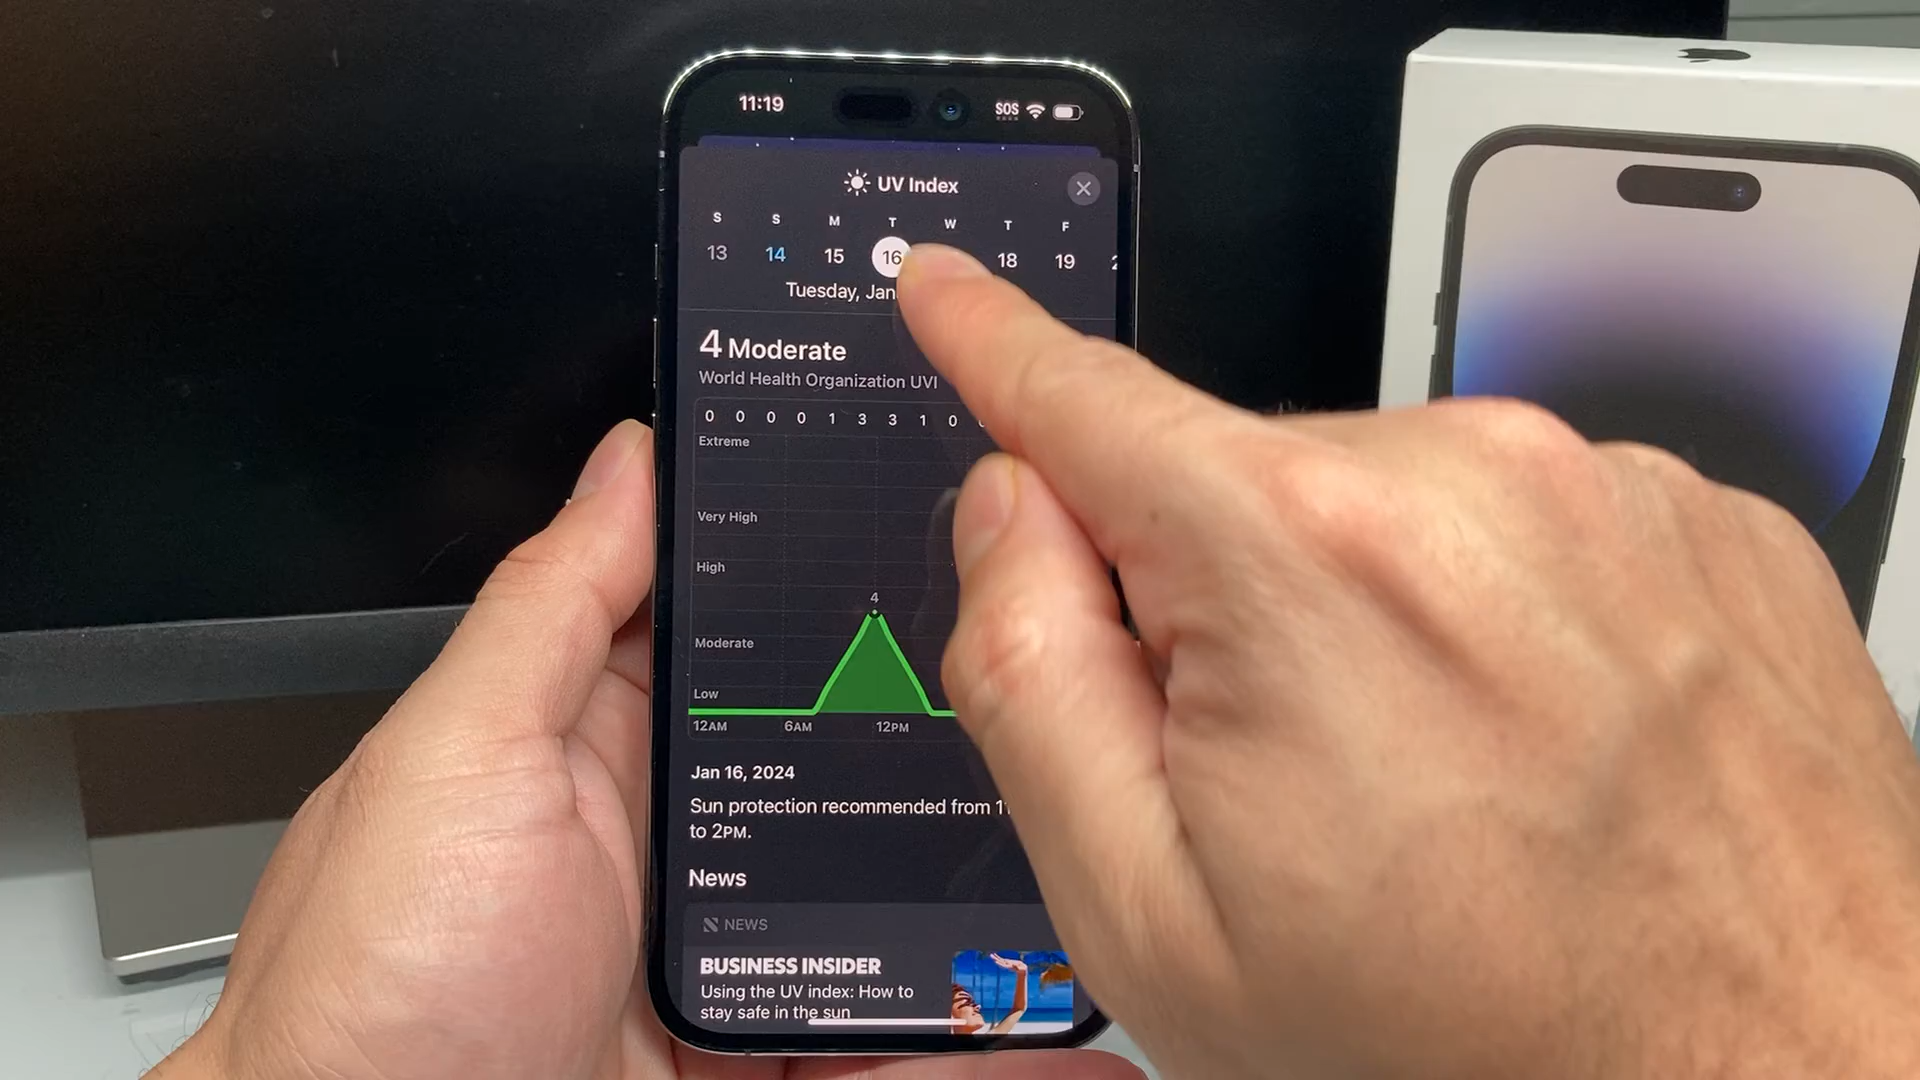 11:19 SOS
UV Index
S S M T W T F
13 14 15 16 18 19
Tuesday, Jan
4 Moderate
World Health Organization UVI
0 0 0 0 1 3 3 1 0
Extreme
Very High
High
4
Moderate
Low
12AM 6AM 12PM
Jan 16, 2024
Sun protection recommended from
to 2PM.
News
NEWS
BUSINESS INSIDER
Using the UV index: How to
stay safe in the sun